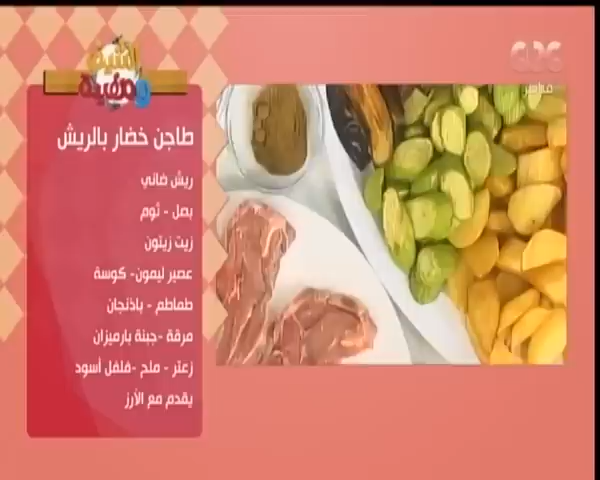 CBC
مباشر
طاجن خضار بالريش
ريش ضاني
بصل - ثوم
زيت زيتون
عصير ليمون- كوسة
طماطم - باذنجان
مرقة -جبنة بارميزان
زعتر - ملح -فلفل أسود
يقدم مع الأرز